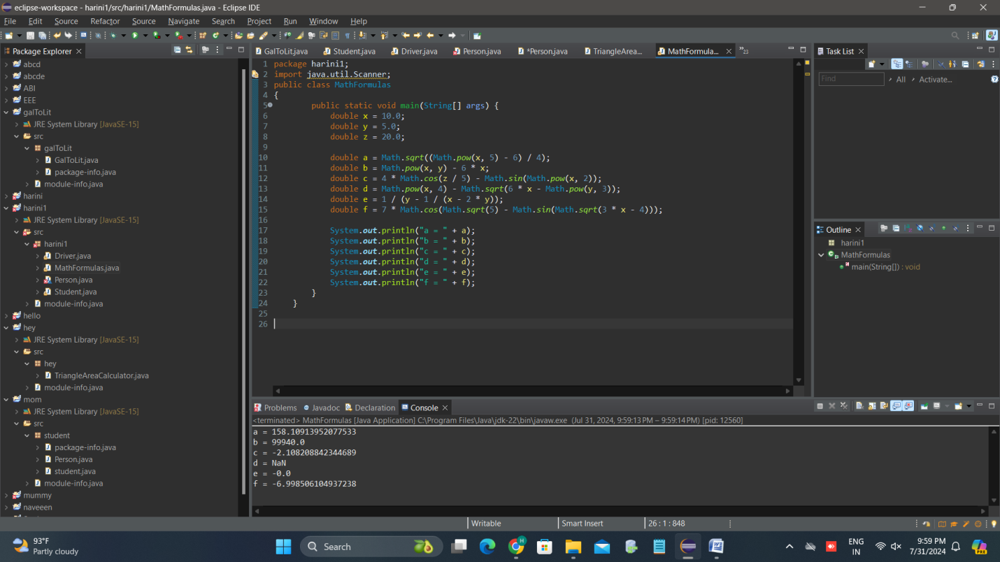 eclipse-workspace - harini1/src/harini1/MathFormulas.java - Eclipse IDE
File Edit Source Refactor Source Navigate Search Project Run Window Help
Package Explorer
GalToLit.java Student.java Driver.java Person.java *Person.java TriangleArea... MathFormula... »23
Task List
abcd
abcde
ABI
EEE
galToLit
JRE System Library [JavaSE-15]
src
galToLit
GalToLit.java
package-info.java
module-info.java
harini
harini1
JRE System Library [JavaSE-15]
src
harini1
Driver.java
MathFormulas.java
Person.java
Student.java
module-info.java
hello
hey
JRE System Library [JavaSE-15]
src
hey
TriangleAreaCalculator.java
module-info.java
mom
JRE System Library [JavaSE-15]
src
student
package-info.java
Person.java
student.java
module-info.java
mummy
naveeen
1 package harini1;
2 import java.util.Scanner;
3 public class MathFormulas
4 {
5 public static void main(String[] args) {
6 double x = 10.0;
7 double y = 5.0;
8 double z = 20.0;
9
10 double a = Math.sqrt((Math.pow(x, 5) - 6) / 4);
11 double b = Math.pow(x, y) - 6 * x;
12 double c = 4 * Math.cos(z / 5) - Math.sin(Math.pow(x, 2));
13 double d = Math.pow(x, 4) - Math.sqrt(6 * x - Math.pow(y, 3));
14 double e = 1 / (y - 1 / (x - 2 * y));
15 double f = 7 * Math.cos(Math.sqrt(5) - Math.sin(Math.sqrt(3 * x - 4)));
16
17 System.out.println("a = " + a);
18 System.out.println("b = " + b);
19 System.out.println("c = " + c);
20 System.out.println("d = " + d);
21 System.out.println("e = " + e);
22 System.out.println("f = " + f);
23 }
24 }
25
26
Find All Activate...
Outline
harini1
MathFormulas
main(String[]) : void
Problems Javadoc Declaration Console
<terminated> MathFormulas [Java Application] C:\Program Files\Java\jdk-22\bin\javaw.exe (Jul 31, 2024, 9:59:13 PM – 9:59:14 PM) [pid: 12560]
a = 158.10913952077533
b = 99940.0
c = -2.108208842344689
d = NaN
e = -0.0
f = -6.998506104937238
Writable Smart Insert 26 : 1 : 848
93°F
Partly cloudy
Search
ENG
IN
9:59 PM
7/31/2024